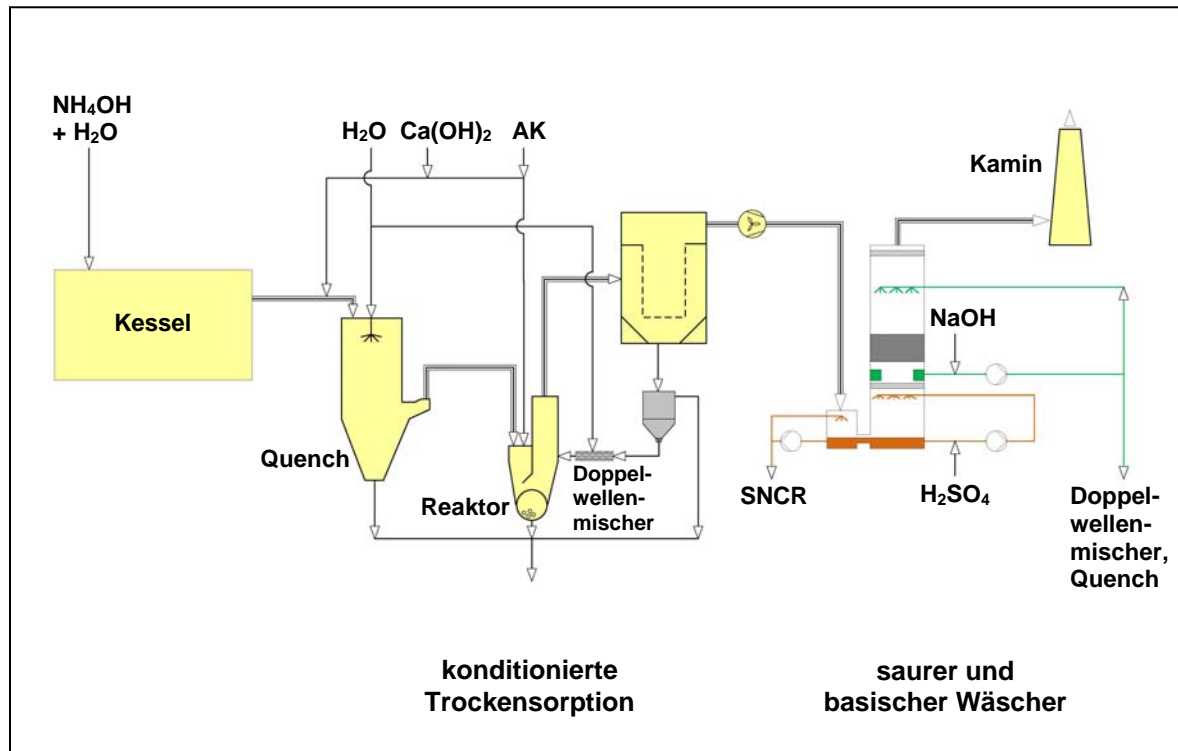 NH₄OH
+ H₂O
H₂O
Ca(OH)₂
AK
Kamin
Kessel
NaOH
Quench
Reaktor
Doppel-
wellen-
mischer
SNCR
H₂SO₄
Doppel-
wellen-
mischer,
Quench
konditionierte
Trockensorption
saurer und
basischer Wäscher